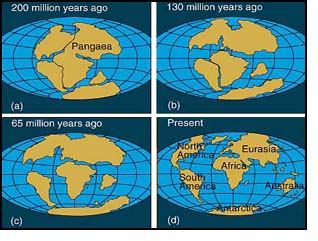 200 million years ago
Pangaea
(a)
130 million years ago
(b)
65 million years ago
(c)
Present
North
America
Eurasia
Africa
South
America
Australia
Antarctica
(d)